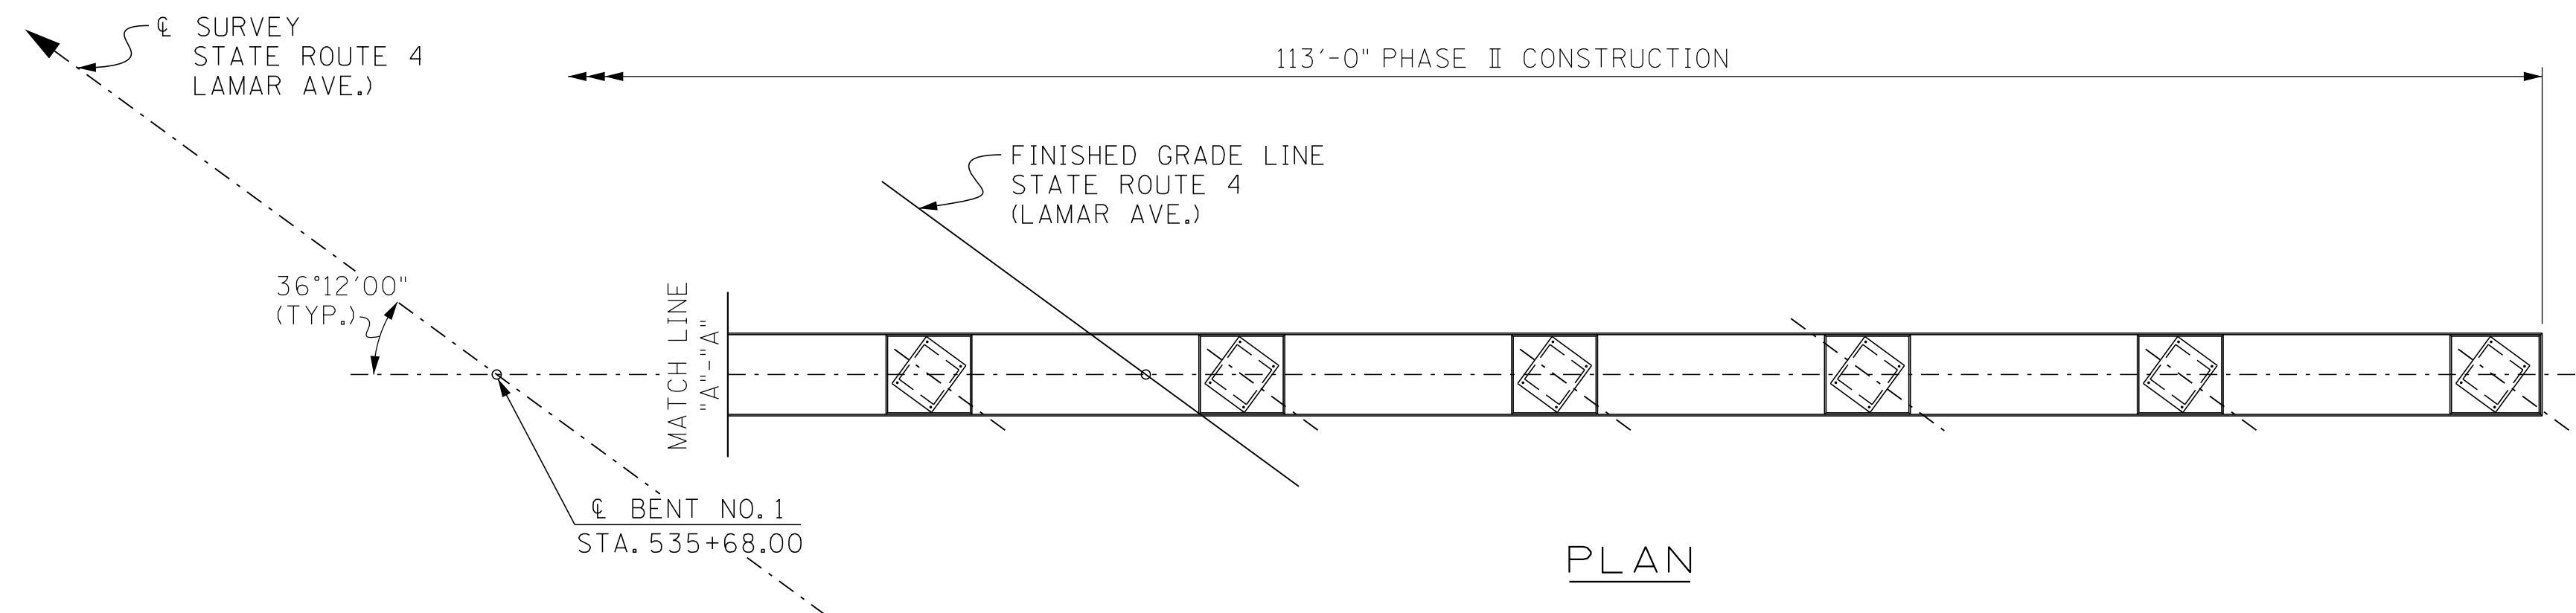 ℄ SURVEY
STATE ROUTE 4
LAMAR AVE.)
113'-0" PHASE II CONSTRUCTION
FINISHED GRADE LINE
STATE ROUTE 4
(LAMAR AVE.)
36°12'00"
(TYP.)
MATCH LINE
"A"-"A"
℄ BENT NO. 1
STA. 535+68.00
PLAN